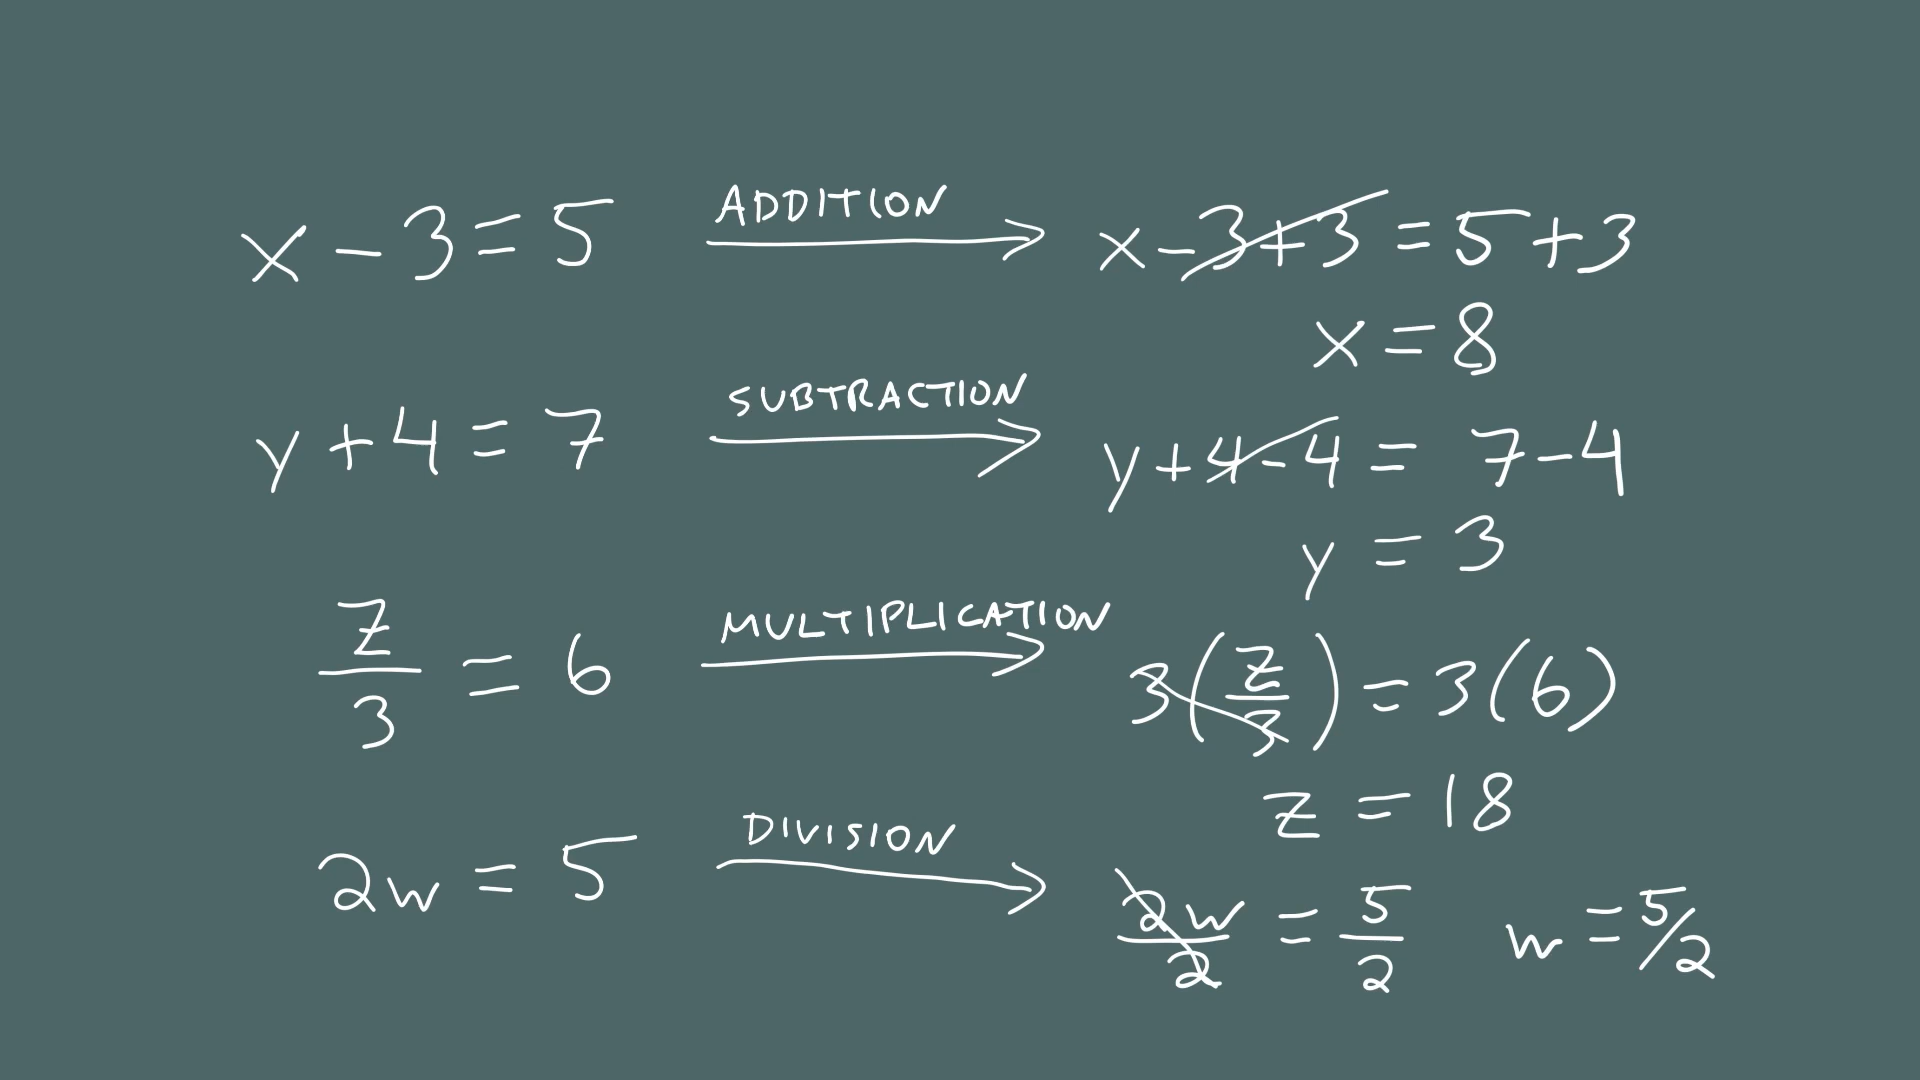 x - 3 = 5 ADDITION x - 3 + 3 = 5 + 3
x = 8
y + 4 = 7 SUBTRACTION y + 4 - 4 = 7 - 4
y = 3
z/3 = 6 MULTIPLICATION 3(z/3) = 3(6)
z = 18
2w = 5 DIVISION 2w/2 = 5/2 w = 5/2